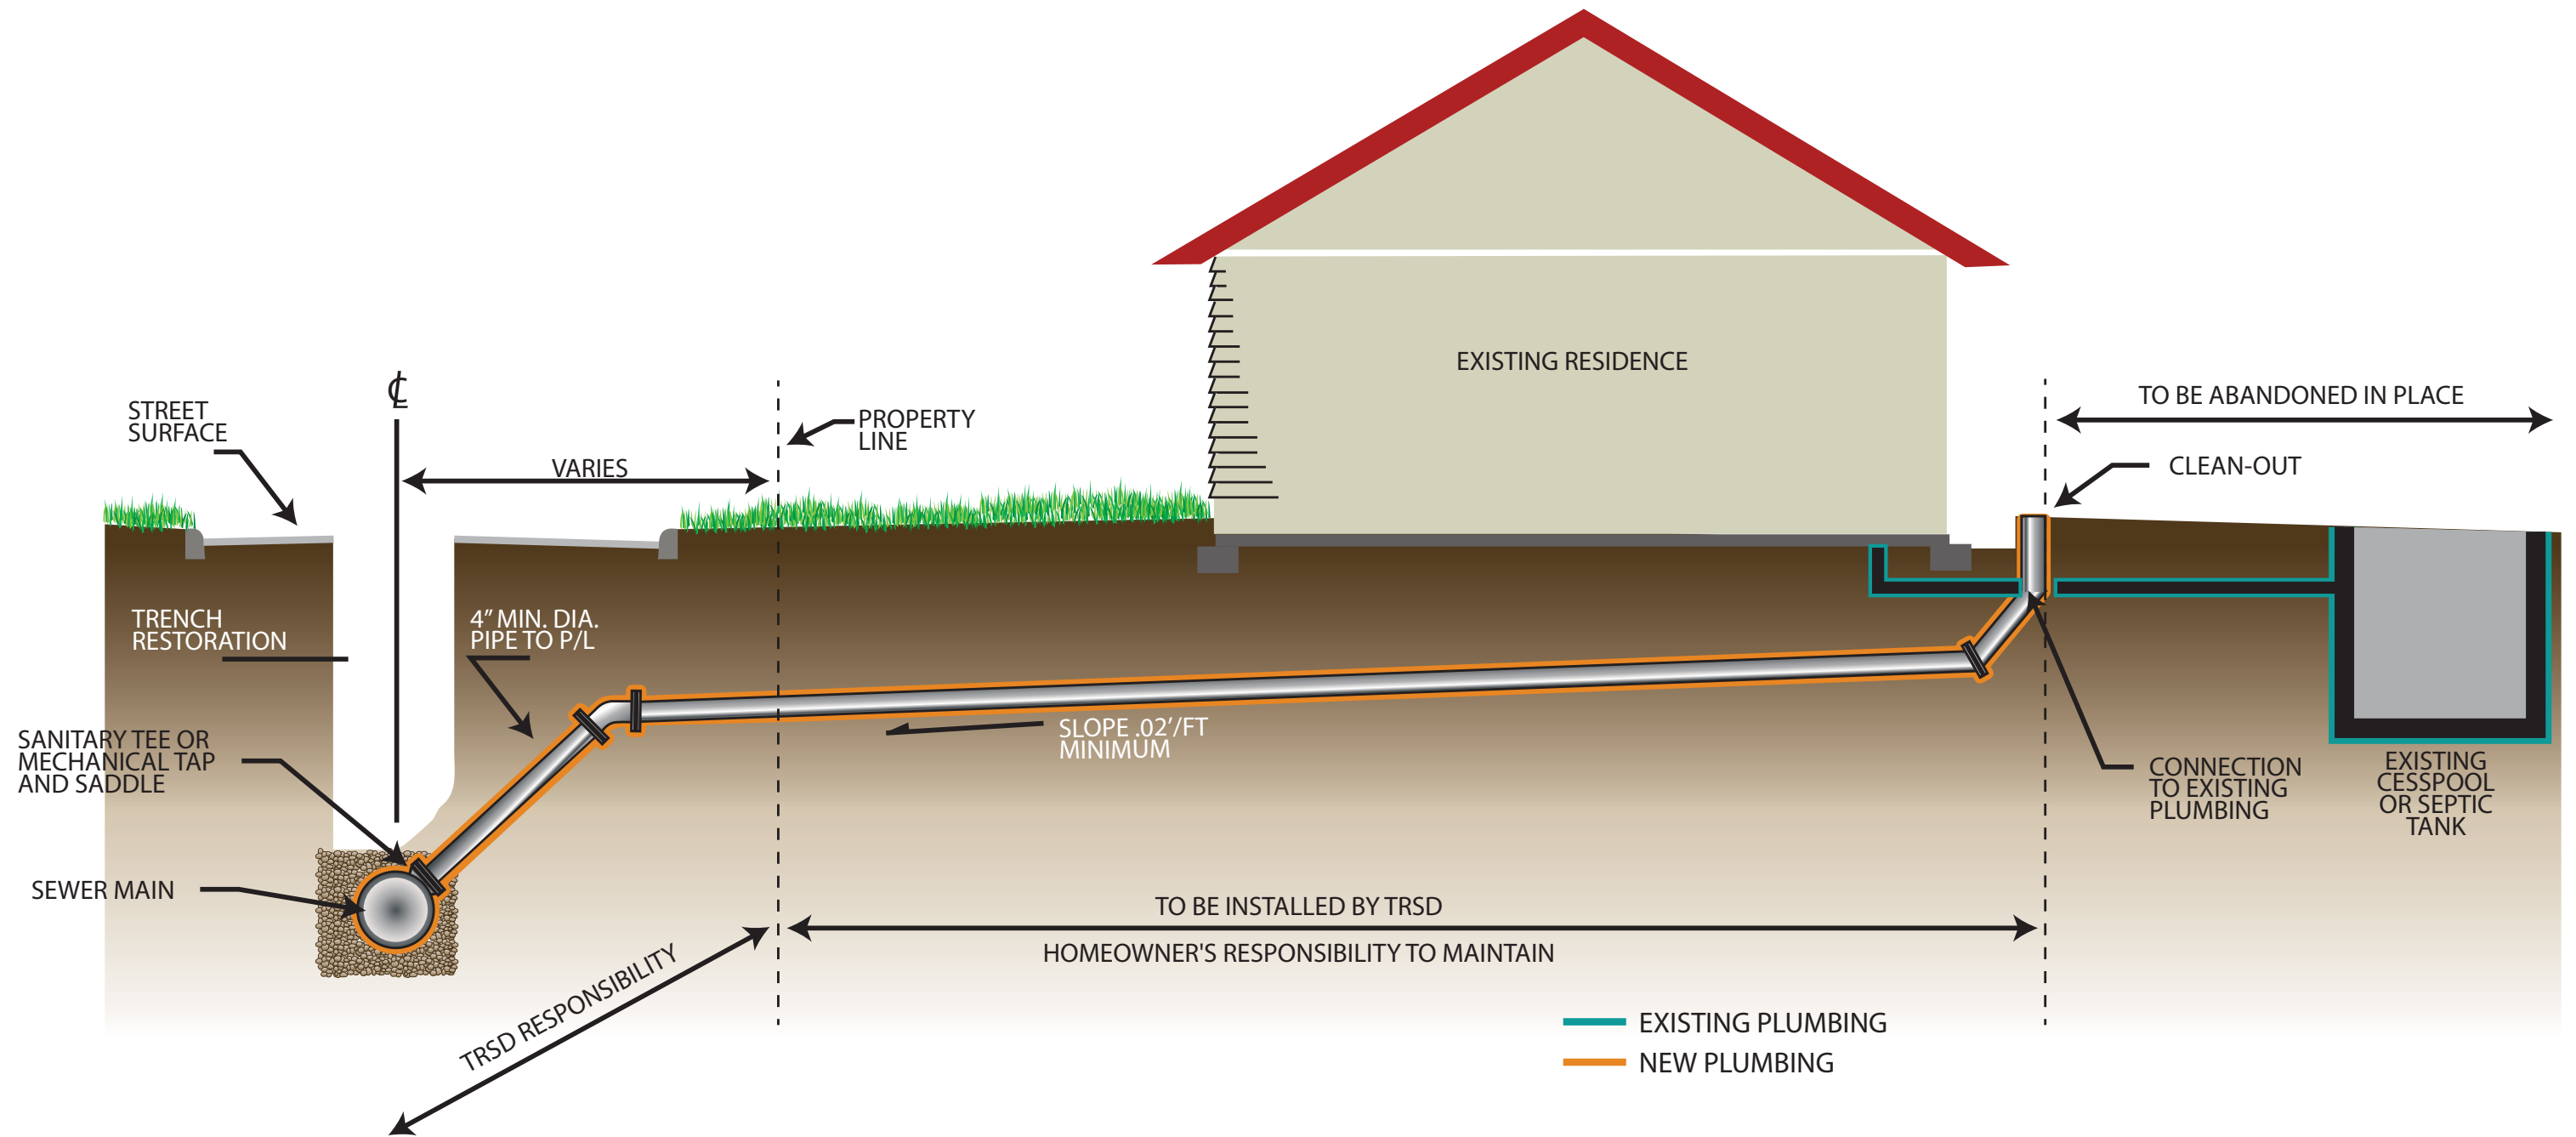 EXISTING RESIDENCE
℄
STREET
SURFACE
VARIES
PROPERTY
LINE
TO BE ABANDONED IN PLACE
CLEAN-OUT
TRENCH
RESTORATION
4" MIN. DIA.
PIPE TO P/L
SLOPE .02'/FT
MINIMUM
SANITARY TEE OR
MECHANICAL TAP
AND SADDLE
SEWER MAIN
CONNECTION
TO EXISTING
PLUMBING
EXISTING
CESSPOOL
OR SEPTIC
TANK
TRSD RESPONSIBILITY
TO BE INSTALLED BY TRSD
HOMEOWNER'S RESPONSIBILITY TO MAINTAIN
EXISTING PLUMBING
NEW PLUMBING